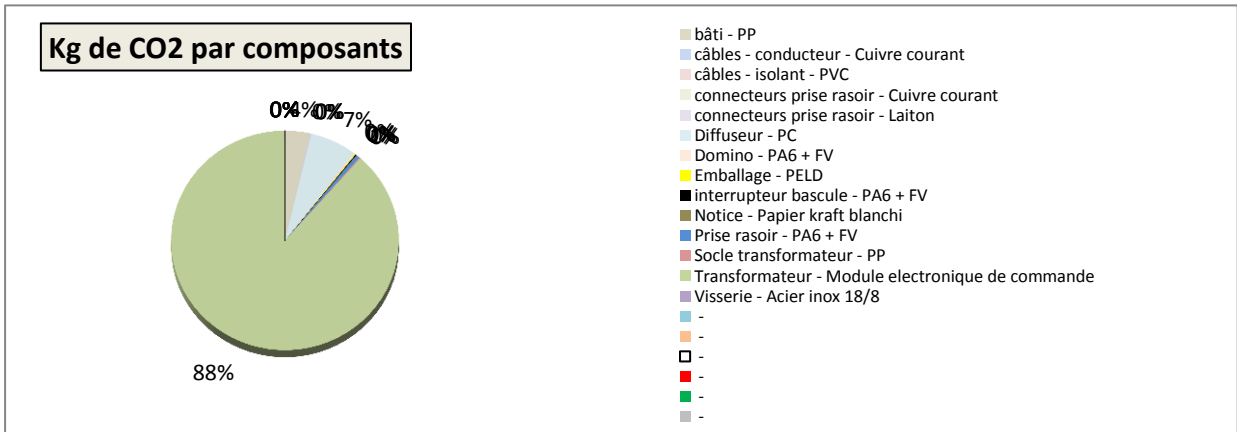 Kg de CO2 par composants
0%
4%
0%
7%
0%
88%
bâti - PP
câbles - conducteur - Cuivre courant
câbles - isolant - PVC
connecteurs prise rasoir - Cuivre courant
connecteurs prise rasoir - Laiton
Diffuseur - PC
Domino - PA6 + FV
Emballage - PELD
interrupteur bascule - PA6 + FV
Notice - Papier kraft blanchi
Prise rasoir - PA6 + FV
Socle transformateur - PP
Transformateur - Module electronique de commande
Visserie - Acier inox 18/8
-
-
-
-
-
-